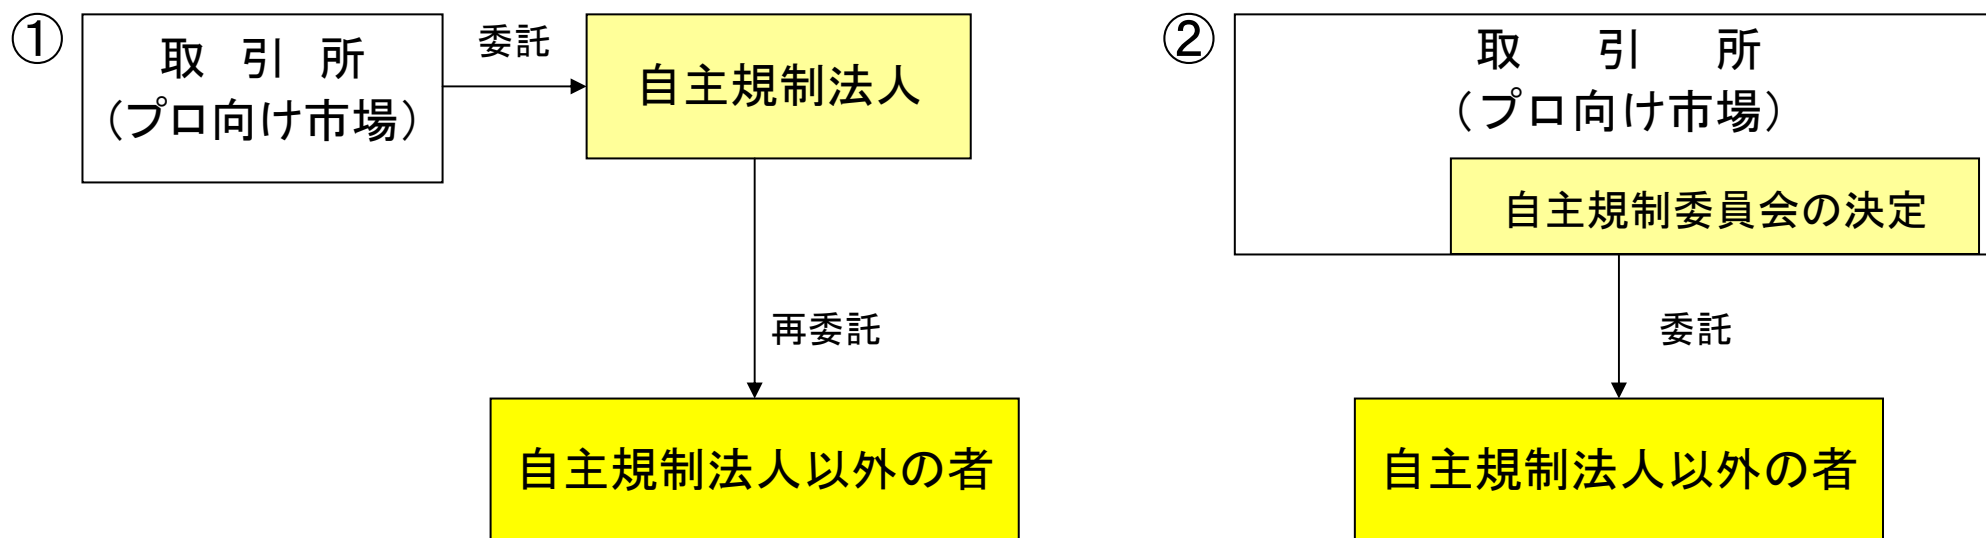 ①
取 引 所
（プロ向け市場）
委託
自主規制法人
再委託
自主規制法人以外の者
②
取 引 所
（プロ向け市場）
自主規制委員会の決定
委託
自主規制法人以外の者